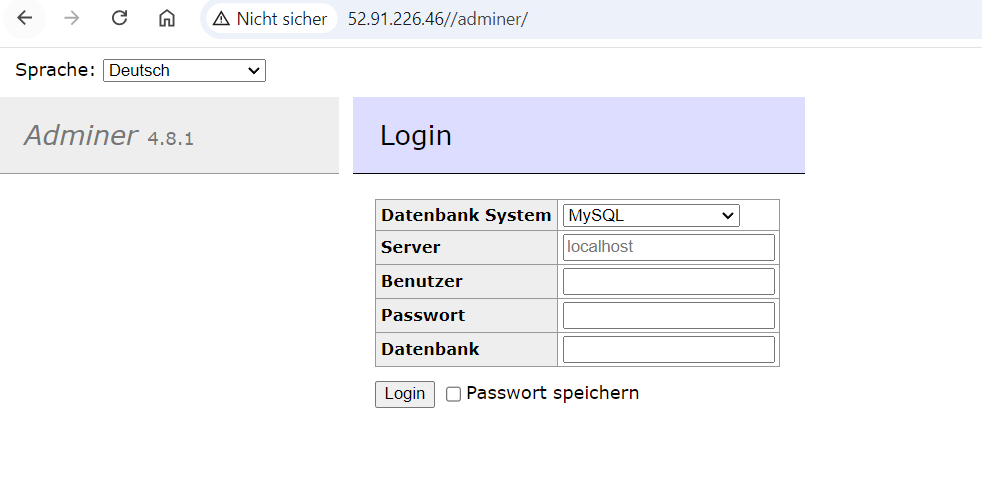 Nicht sicher 52.91.226.46//adminer/
Sprache: Deutsch
Adminer 4.8.1
Login
Datenbank System MySQL
Server localhost
Benutzer
Passwort
Datenbank
Login Passwort speichern